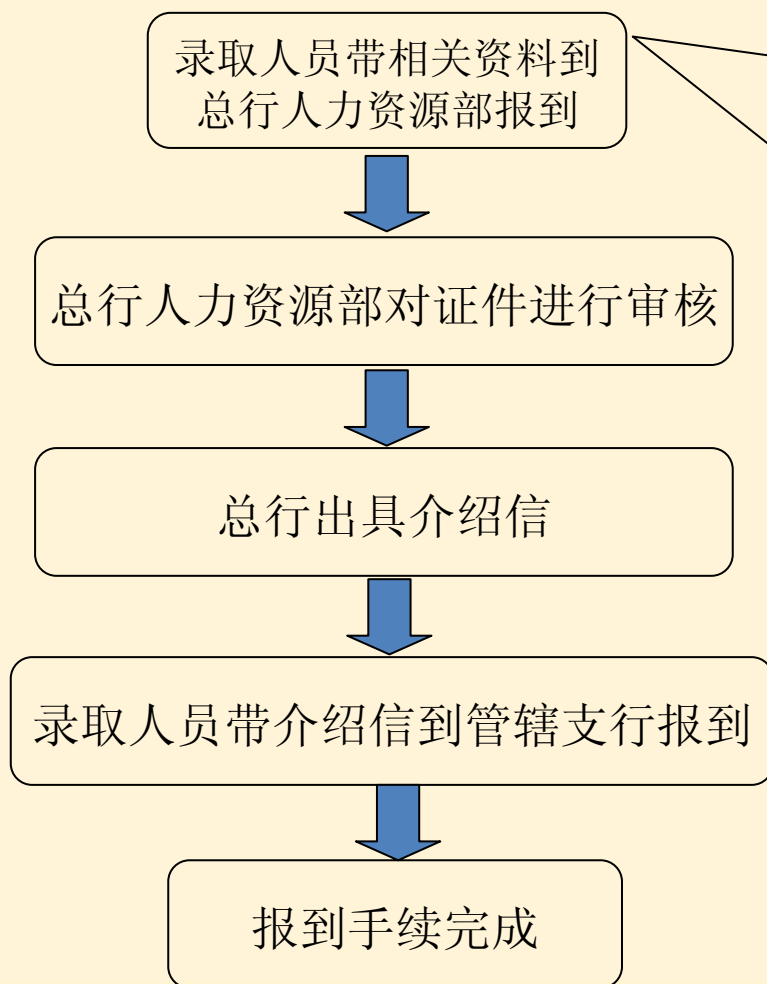 录取人员带相关资料到
总行人力资源部报到
总行人力资源部对证件进行审核
总行出具介绍信
录取人员带介绍信到管辖支行报到
报到手续完成